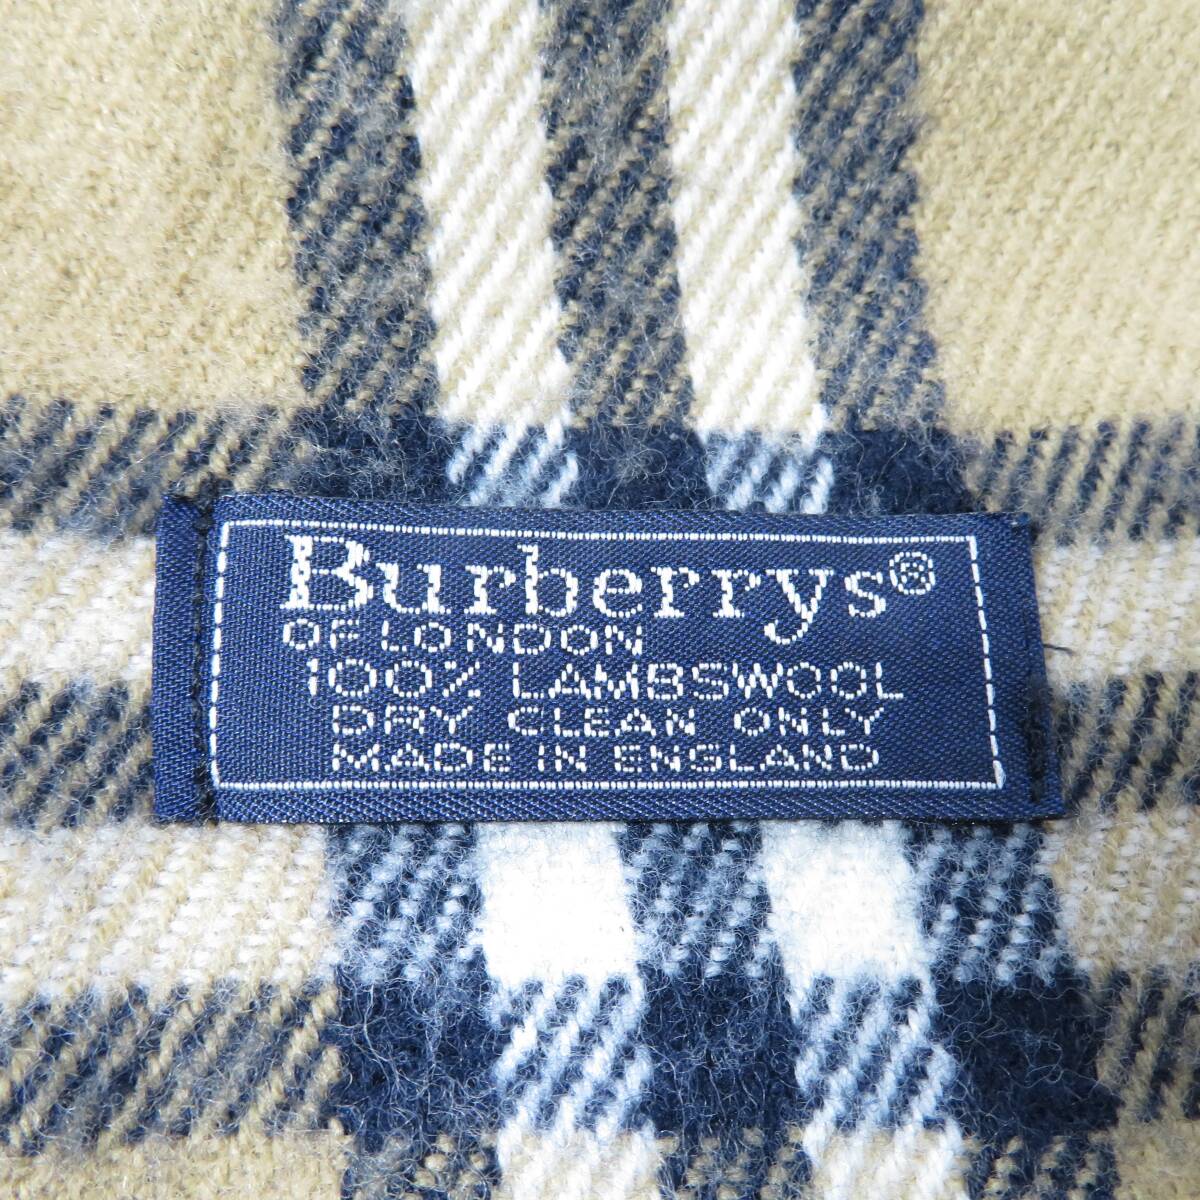 Burberrys®
OF LONDON
100% LAMBSWOOL
DRY CLEAN ONLY
MADE IN ENGLAND